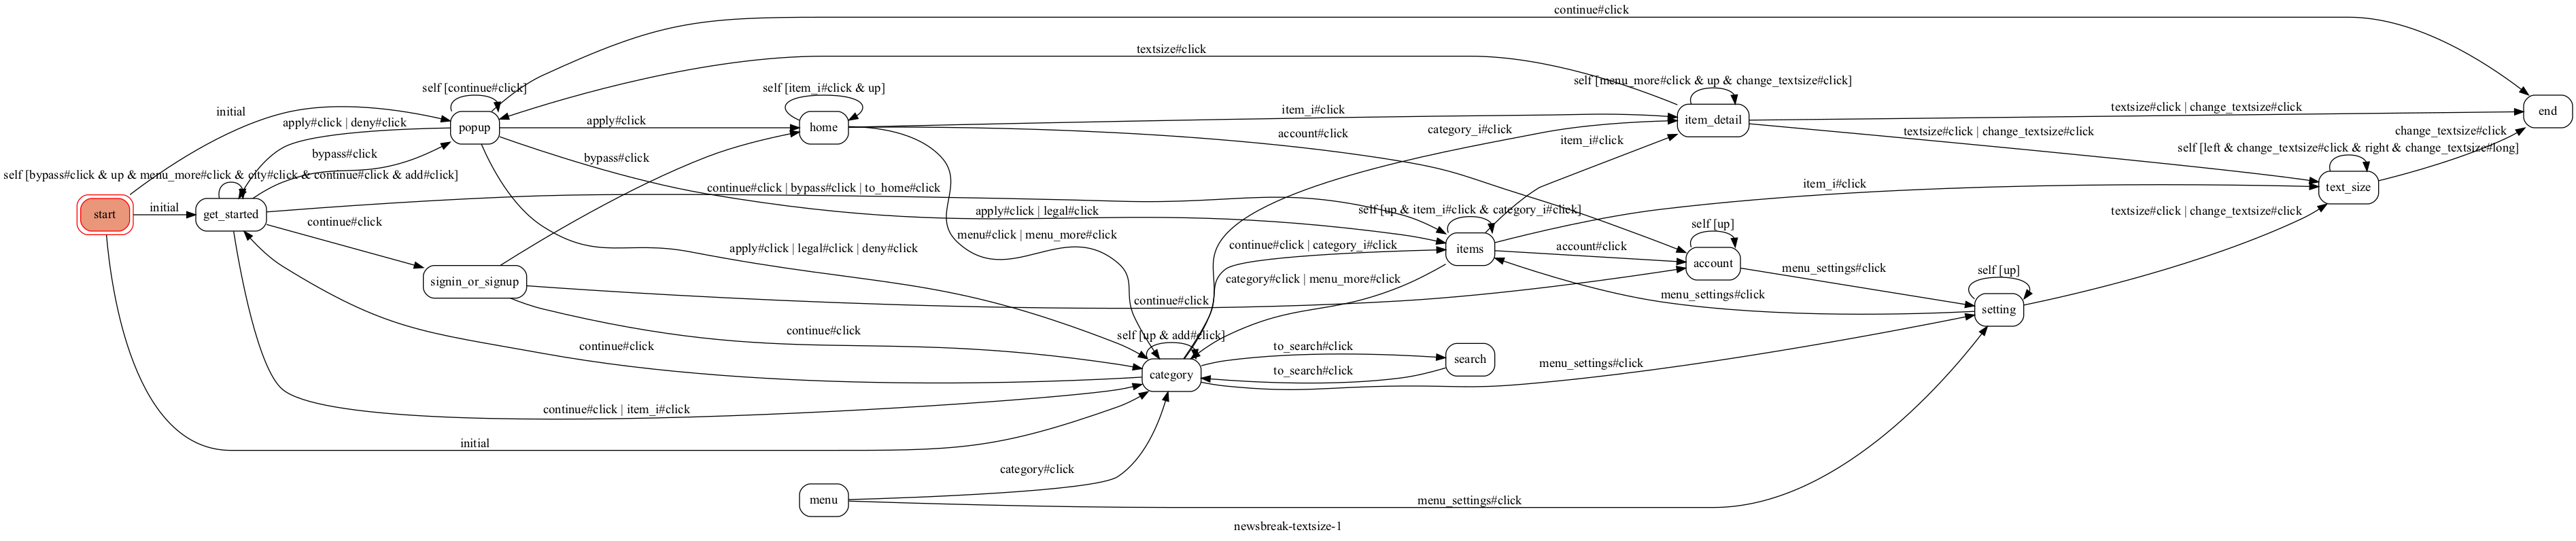 continue#click
textsize#click
self [continue#click]
self [item_i#click & up]
self [menu_more#click & up & change_textsize#click]
initial
apply#click | deny#click
popup
apply#click
home
item_i#click
item_detail
textsize#click | change_textsize#click
end
account#click
category_i#click
textsize#click | change_textsize#click
change_textsize#click
bypass#click
bypass#click
item_i#click
self [left & change_textsize#click & right & change_textsize#long]
self [bypass#click & up & menu_more#click & city#click & continue#click & add#click]
continue#click | bypass#click | to_home#click
item_i#click
text_size
start
initial
get_started
continue#click
apply#click | legal#click
self [up & item_i#click & category_i#click]
textsize#click | change_textsize#click
self [up]
menu#click | menu_more#click
apply#click | legal#click | deny#click
continue#click | category_i#click
items
account#click
account
menu_settings#click
self [up]
signin_or_signup
category#click | menu_more#click
continue#click
menu_settings#click
setting
continue#click
self [up & add#click]
continue#click
to_search#click
search
to_search#click
menu_settings#click
category
continue#click | item_i#click
initial
category#click
menu
menu_settings#click
newsbreak-textsize-1